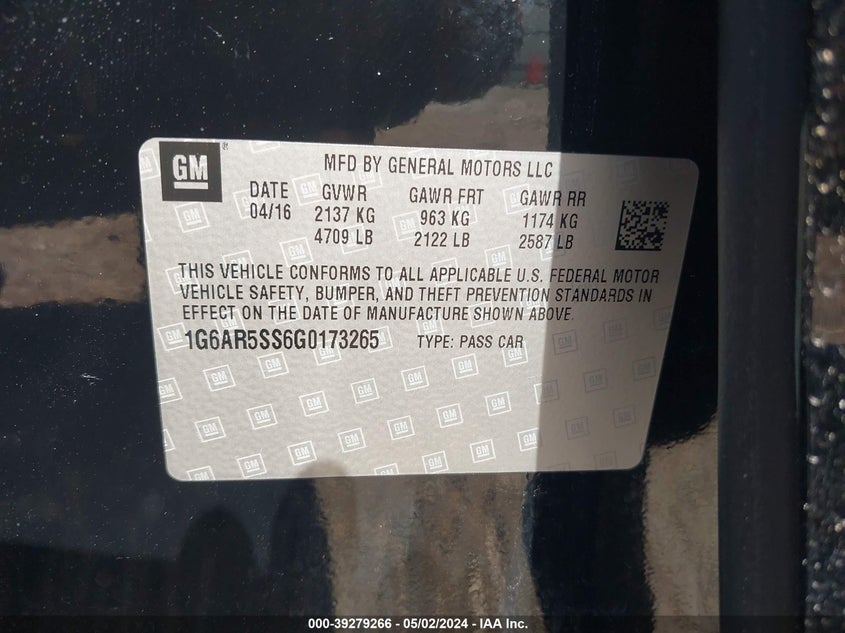 GM
MFD BY GENERAL MOTORS LLC
DATE GVWR GAWR FRT GAWR RR
04/16 2137 KG 963 KG 1174 KG
4709 LB 2122 LB 2587 LB
THIS VEHICLE CONFORMS TO ALL APPLICABLE U.S. FEDERAL MOTOR
VEHICLE SAFETY, BUMPER, AND THEFT PREVENTION STANDARDS IN
EFFECT ON THE DATE OF MANUFACTURE SHOWN ABOVE.
1G6AR5SS6G0173265 TYPE: PASS CAR
000-39279266 - 05/02/2024 - IAA Inc.